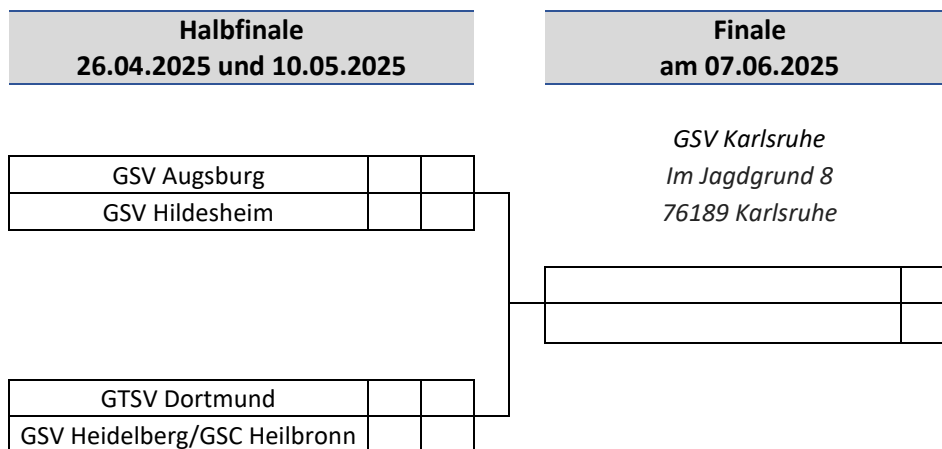 Halbfinale
26.04.2025 und 10.05.2025
Finale
am 07.06.2025
GSV Karlsruhe
Im Jagdgrund 8
76189 Karlsruhe
GSV Augsburg
GSV Hildesheim
GTSV Dortmund
GSV Heidelberg/GSC Heilbronn